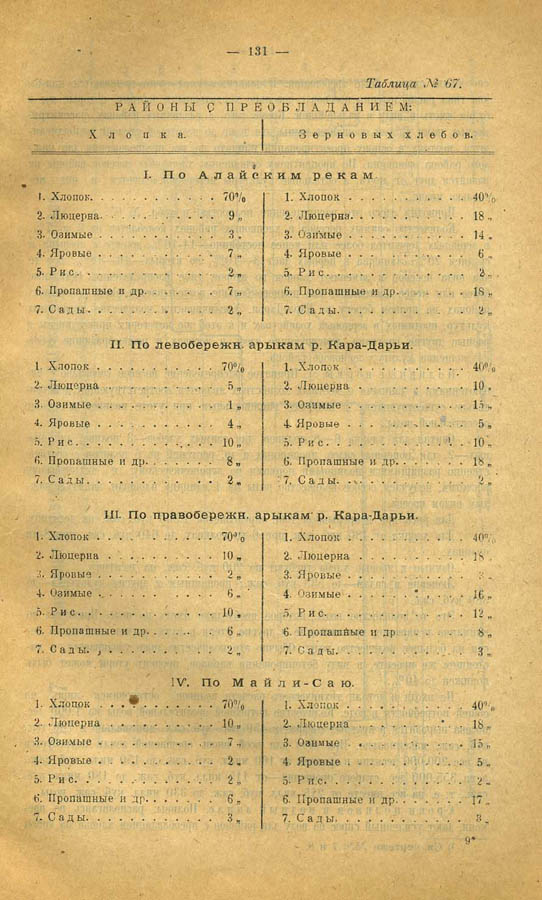 — 131 —
Таблица № 67.
РАЙОНЫ С ПРЕОБЛАДАНИЕМ:
Хлопка. Зерновых хлебов.
I. По Алайским рекам
1. Хлопок. . . . . . . . . . . 70% 1. Хлопок . . . . . . . . . . 40%
2. Люцерна. . . . . . . . . . 9 „ 2. Люцерна. . . . . . . . . . 18 „
3. Озимые . . . . . . . . . . 3 „ 3. Озимые . . . . . . . . . . 14 „
4. Яровые . . . . . . . . . . 7 „ 4. Яровые . . . . . . . . . . 6 „
5. Рис. . . . . . . . . . . . 2 „ 5. Рис. . . . . . . . . . . . 2 „
6. Пропашные и др. . . . . . . 7 „ 6. Пропашные и др. . . . . . . 18 „
7. Сады. . . . . . . . . . . 2 „ 7. Сады. . . . . . . . . . . 2 „
II. По левобережн. арыкам р. Кара-Дарьи.
1. Хлопок . . . . . . . . . . 70% 1. Хлопок . . . . . . . . . . 40%
2. Люцерна . . . . . . . . . 5 „ 2. Люцерна . . . . . . . . . 10 „
3. Озимые . . . . . . . . . . 1 „ 3. Озимые . . . . . . . . . . 15 „
4. Яровые . . . . . . . . . . 4 „ 4. Яровые . . . . . . . . . . 5 „
5. Рис. . . . . . . . . . . . 10 „ 5. Рис. . . . . . . . . . . . 10 „
6. Пропашные и др. . . . . . . 8 „ 6. Пропашные и др. . . . . . . 18 „
7. Сады. . . . . . . . . . . 2 „ 7. Сады. . . . . . . . . . . 2 „
III. По правобережн. арыкам р. Кара-Дарьи.
1. Хлопок . . . . . . . . . . 70% 1. Хлопок . . . . . . . . . . 40%
2. Люцерна . . . . . . . . . 10 „ 2. Люцерна . . . . . . . . . 18 „
3. Яровые . . . . . . . . . . 2 „ 3. Яровые . . . . . . . . . . 3 „
4. Озимые . . . . . . . . . . 6 „ 4. Озимые . . . . . . . . . . 16 „
5. Рис. . . . . . . . . . . . 10 „ 5. Рис. . . . . . . . . . . . 12 „
6. Пропашные и др. . . . . . 6 „ 6. Пропашные и др . . . . . . 8 „
7. Сады. . . . . . . . . . . 2 „ 7. Сады. . . . . . . . . . . 3 „
IV. По Майли-Саю.
1. Хлопок . . . . . . . . . . 70% 1. Хлопок . . . . . . . . . . 40%
2. Люцерна . . . . . . . . . 10 „ 2. Люцерна . . . . . . . . . 18 „
3. Озимые . . . . . . . . . . 7 „ 3. Озимые . . . . . . . . . . 15 „
4. Яровые . . . . . . . . . . 2 „ 4. Яровые . . . . . . . . . . 5 „
5. Рис. . . . . . . . . . . . 2 „ 5. Рис. . . . . . . . . . . . 2 „
6. Пропашные и др. . . . . . . 6 „ 6. Пропашные и др. . . . . . . 17 „
7. Сады. . . . . . . . . . . 3 „ 7. Сады. . . . . . . . . . . 3 „
9*